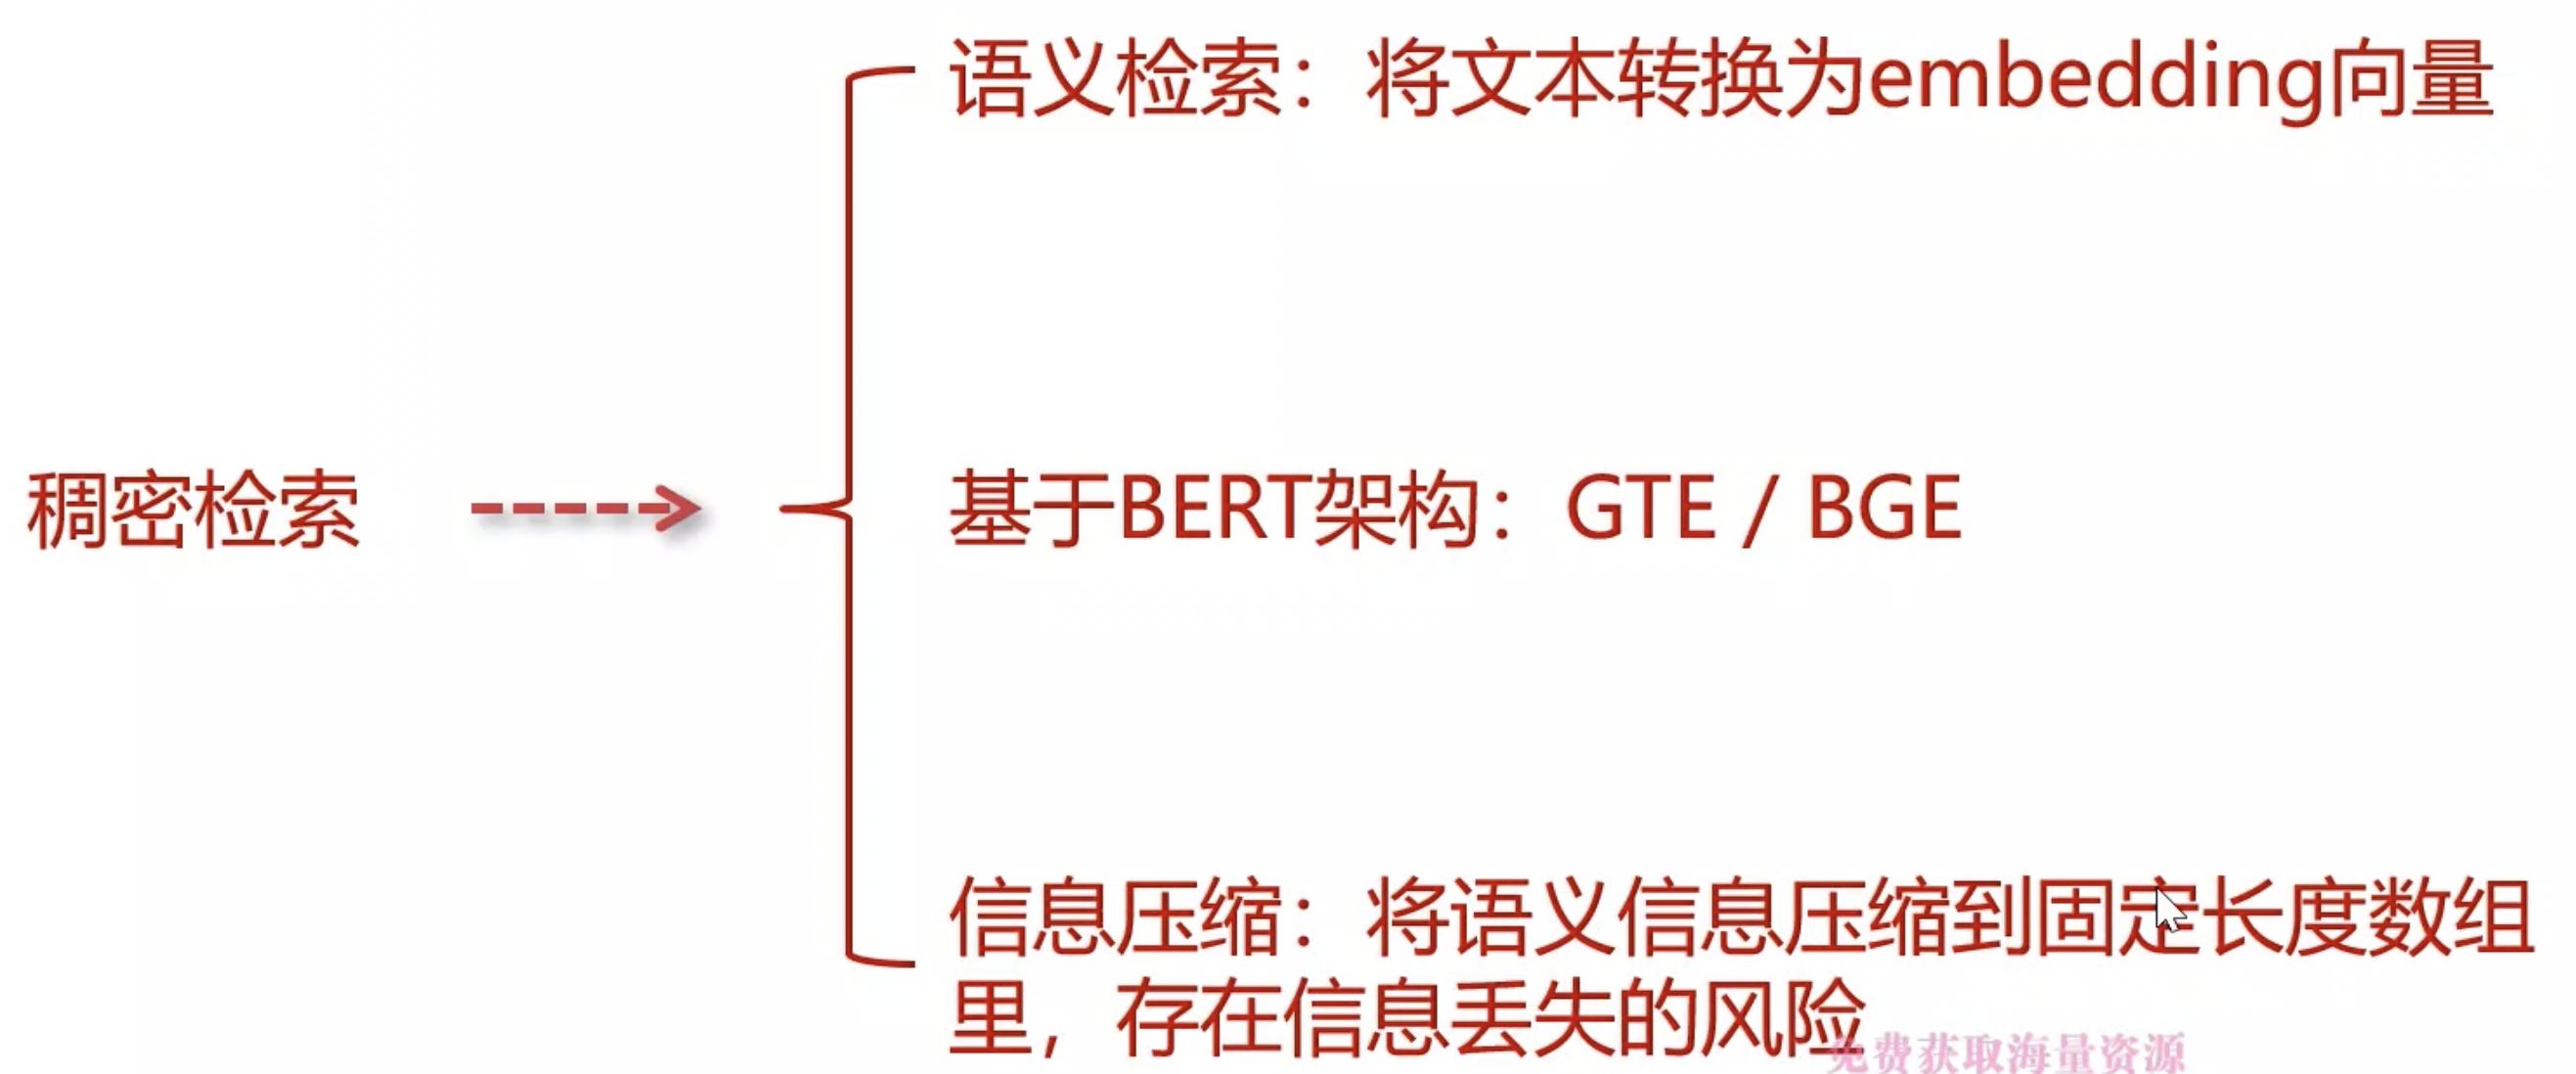 语义检索：将文本转换为embedding向量
稠密检索
基于BERT架构：GTE / BGE
信息压缩：将语义信息压缩到固定长度数组
里，存在信息丢失的风险
免费获取海量资源